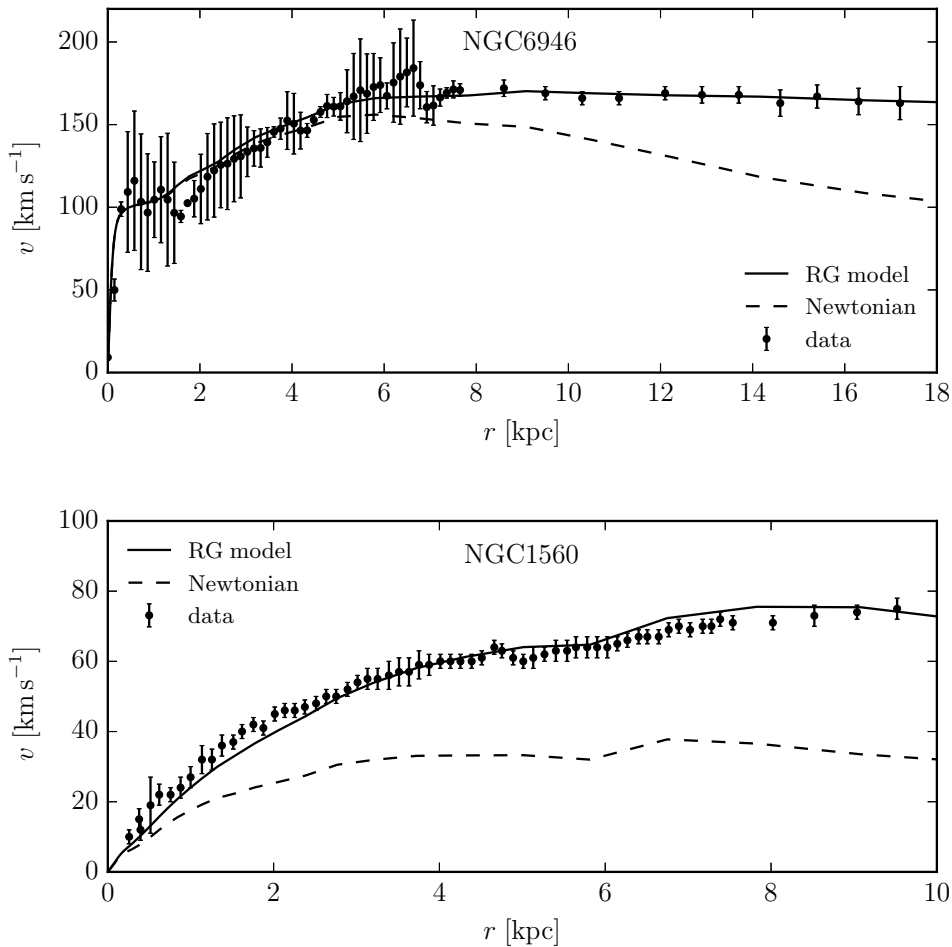 NGC6946
200
150
100
50
0
v [km s⁻¹]
RG model
Newtonian
data
0 2 4 6 8 10 12 14 16 18
r [kpc]
NGC1560
100
80
60
40
20
0
v [km s⁻¹]
RG model
Newtonian
data
0 2 4 6 8 10
r [kpc]